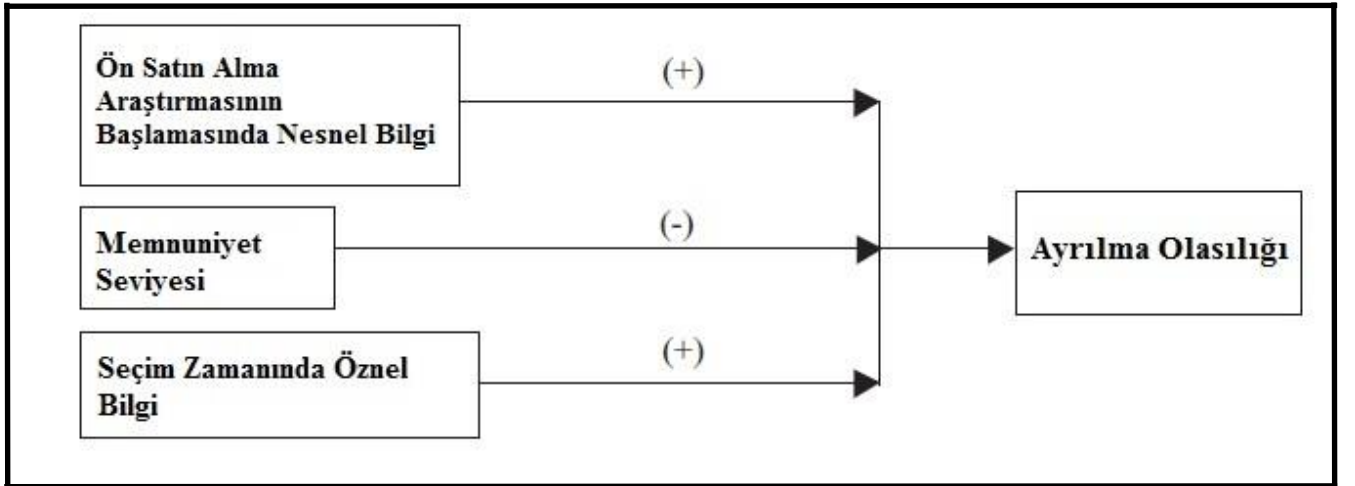 Ön Satın Alma
Araştırmasının
Başlamasında Nesnel Bilgi
(+)
Memnuniyet
Seviyesi
(-)
Seçim Zamanında Öznel
Bilgi
(+)
Ayrılma Olasılığı